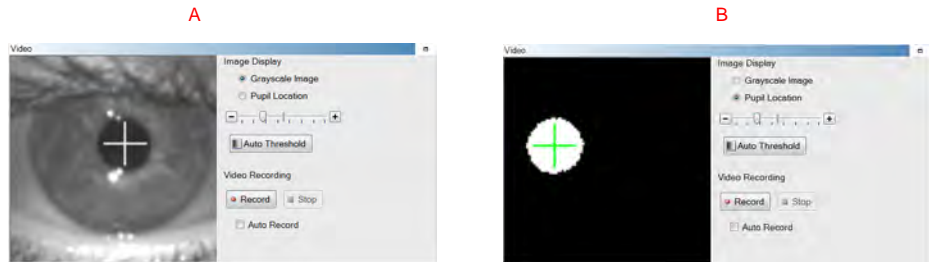 A
Video
Image Display
Grayscale Image
Pupil Location
- +
Auto Threshold
Video Recording
Record Stop
Auto Record
B
Video
Image Display
Grayscale Image
Pupil Location
- +
Auto Threshold
Video Recording
Record Stop
Auto Record